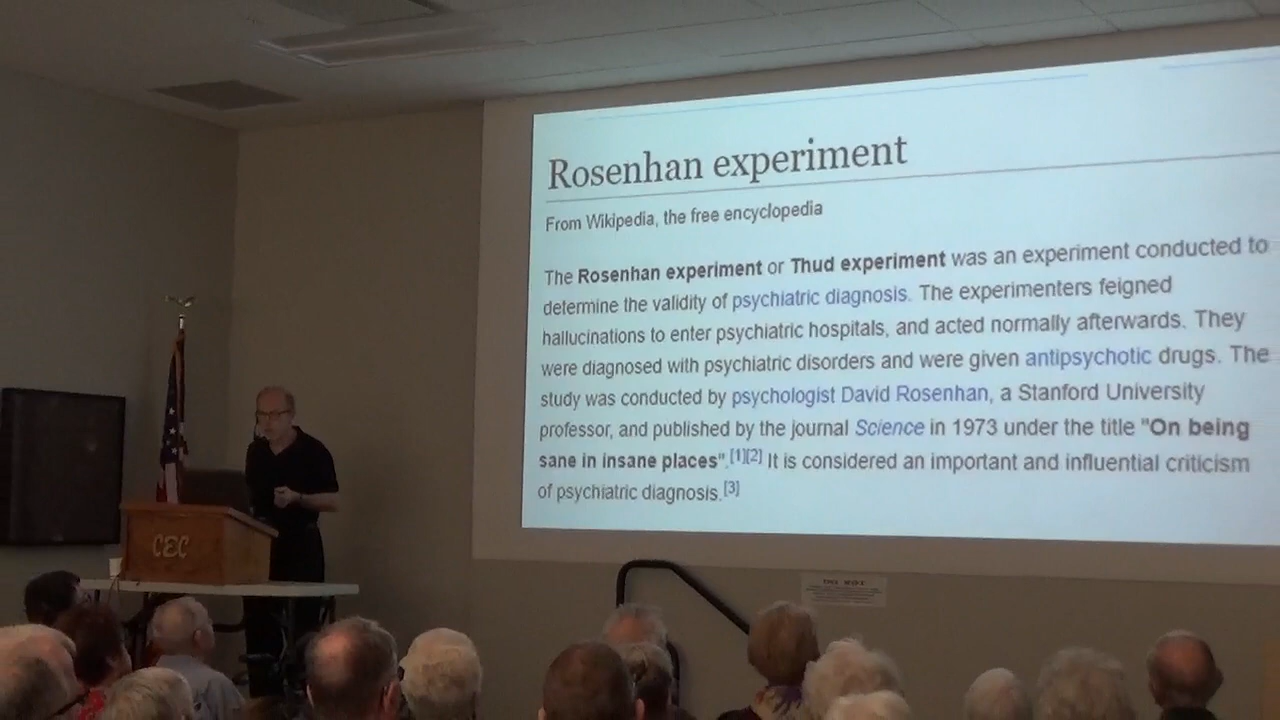 Rosenhan experiment
From Wikipedia, the free encyclopedia
The Rosenhan experiment or Thud experiment was an experiment conducted to
determine the validity of psychiatric diagnosis. The experimenters feigned
hallucinations to enter psychiatric hospitals, and acted normally afterwards. They
were diagnosed with psychiatric disorders and were given antipsychotic drugs. The
study was conducted by psychologist David Rosenhan, a Stanford University
professor, and published by the journal Science in 1973 under the title "On being
sane in insane places".[1][2] It is considered an important and influential criticism
of psychiatric diagnosis.[3]
CEC